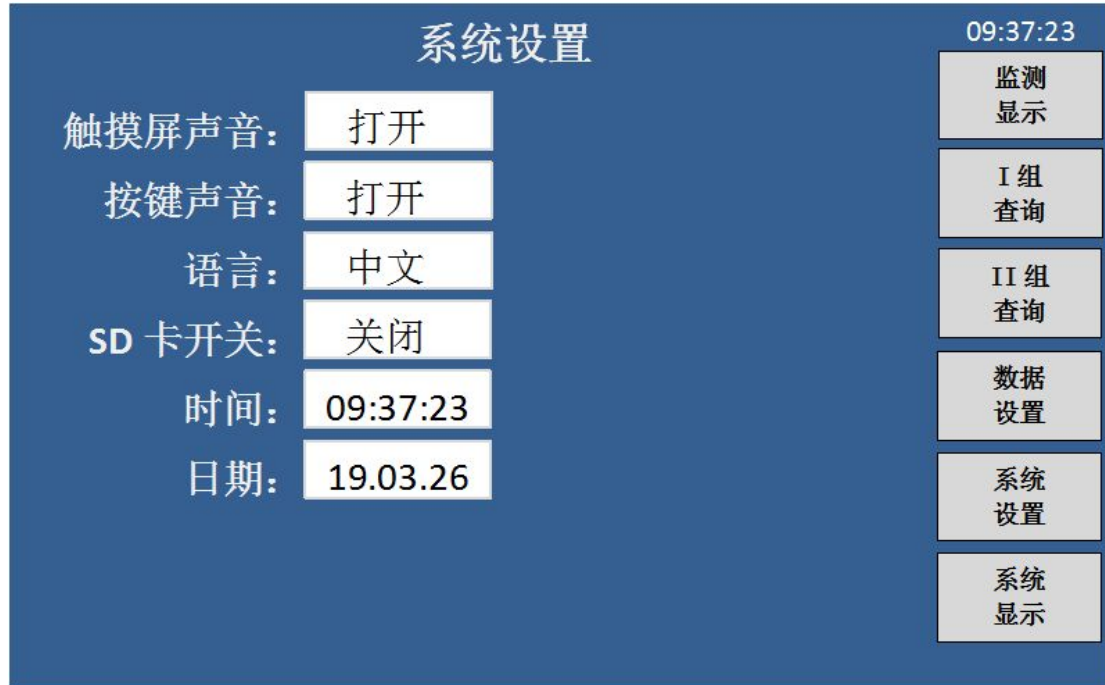 系统设置
09:37:23
触摸屏声音： 打开
按键声音： 打开
语言： 中文
SD 卡开关： 关闭
时间： 09:37:23
日期： 19.03.26
监测
显示
I 组
查询
II 组
查询
数据
设置
系统
设置
系统
显示